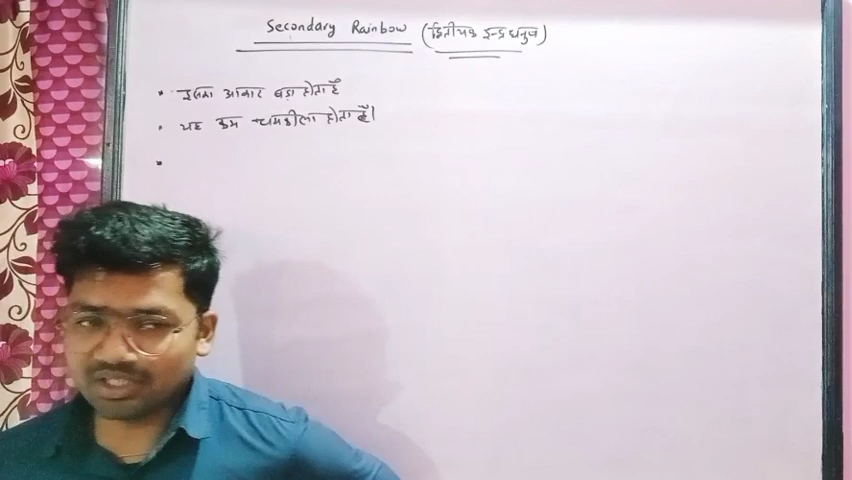 Secondary Rainbow (द्वितीयक इन्द्रधनुष)
• इसका आकार बड़ा होता है
• यह कम चमकीला होता है।
•